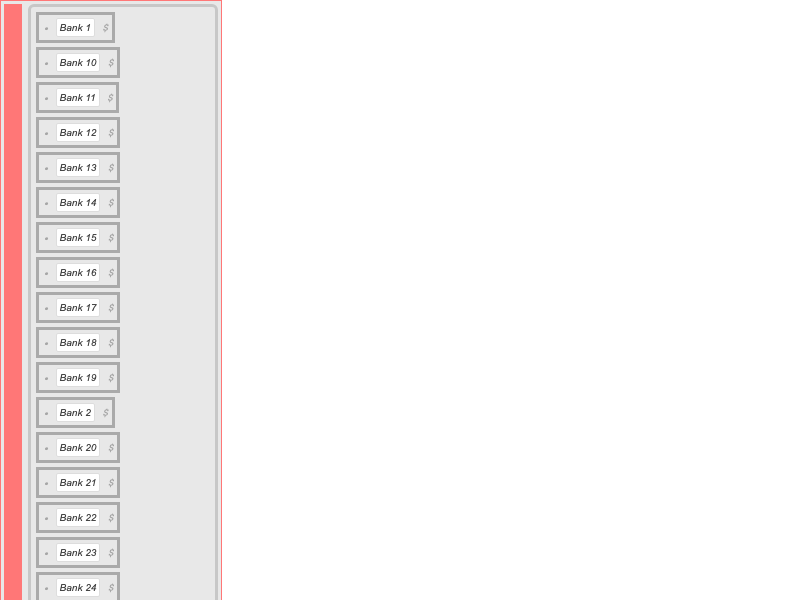 • Bank 1 $
• Bank 10 $
• Bank 11 $
• Bank 12 $
• Bank 13 $
• Bank 14 $
• Bank 15 $
• Bank 16 $
• Bank 17 $
• Bank 18 $
• Bank 19 $
• Bank 2 $
• Bank 20 $
• Bank 21 $
• Bank 22 $
• Bank 23 $
• Bank 24 $